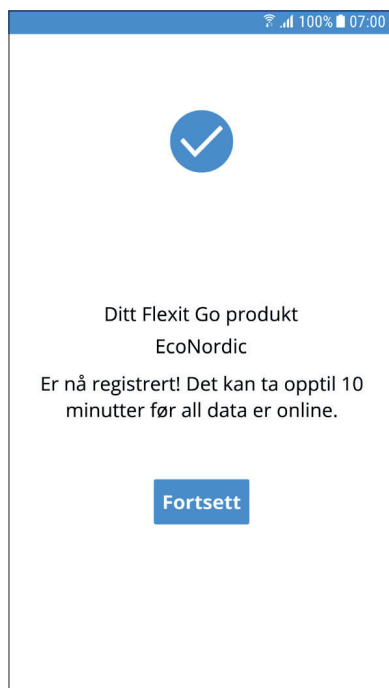 100% 07:00
Ditt Flexit Go produkt
EcoNordic
Er nå registrert! Det kan ta opptil 10
minutter før all data er online.
Fortsett